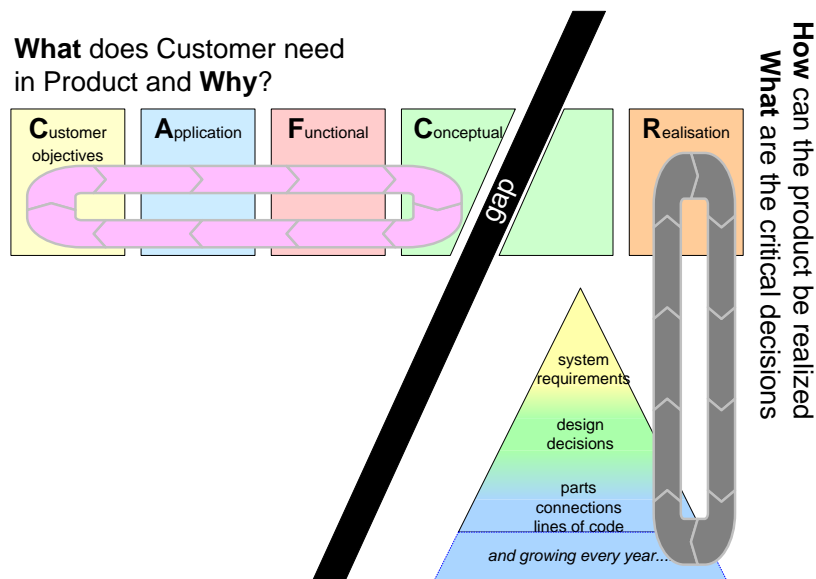 What does Customer need
in Product and Why?
Customer
objectives
Application
Functional
Conceptual
Realisation
gap
How can the product be realized
What are the critical decisions
system
requirements
design
decisions
parts
connections
lines of code
and growing every year...